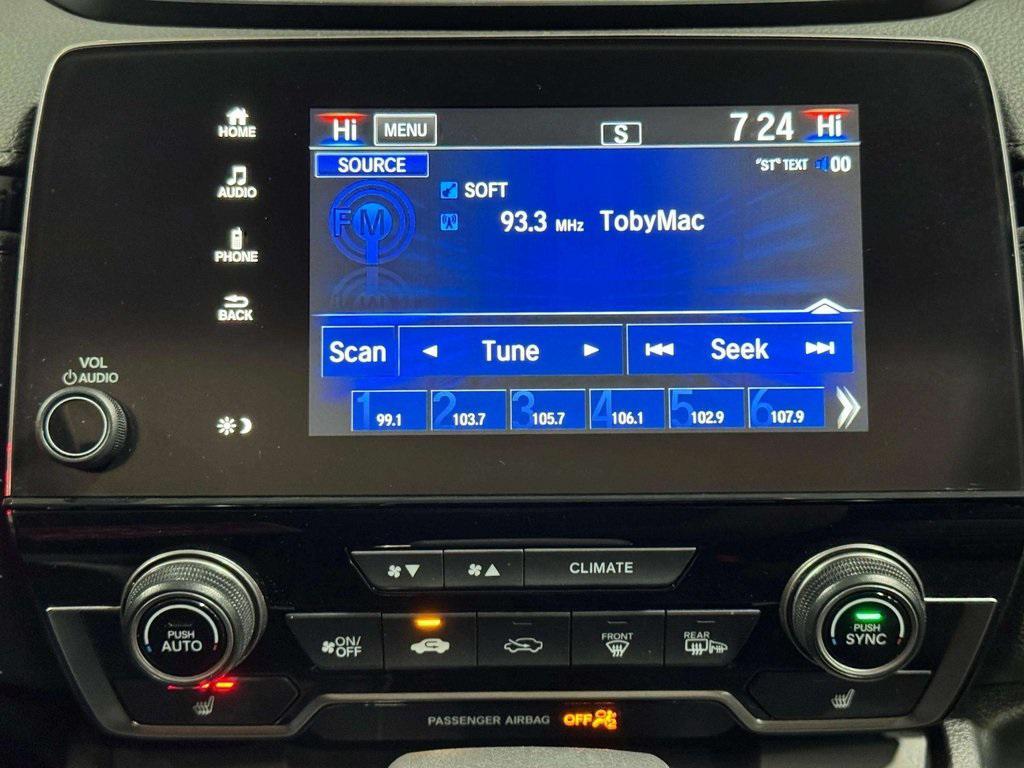 HOME
AUDIO
PHONE
BACK
VOL
AUDIO
Hi MENU S 7 24 Hi
SOURCE "ST" TEXT 00
FM
SOFT
93.3 MHz TobyMac
Scan Tune Seek
1 99.1 2 103.7 3 105.7 4 106.1 5 102.9 6 107.9
CLIMATE
PUSH
AUTO
ON/
OFF
FRONT
REAR
PUSH
SYNC
PASSENGER AIRBAG OFF